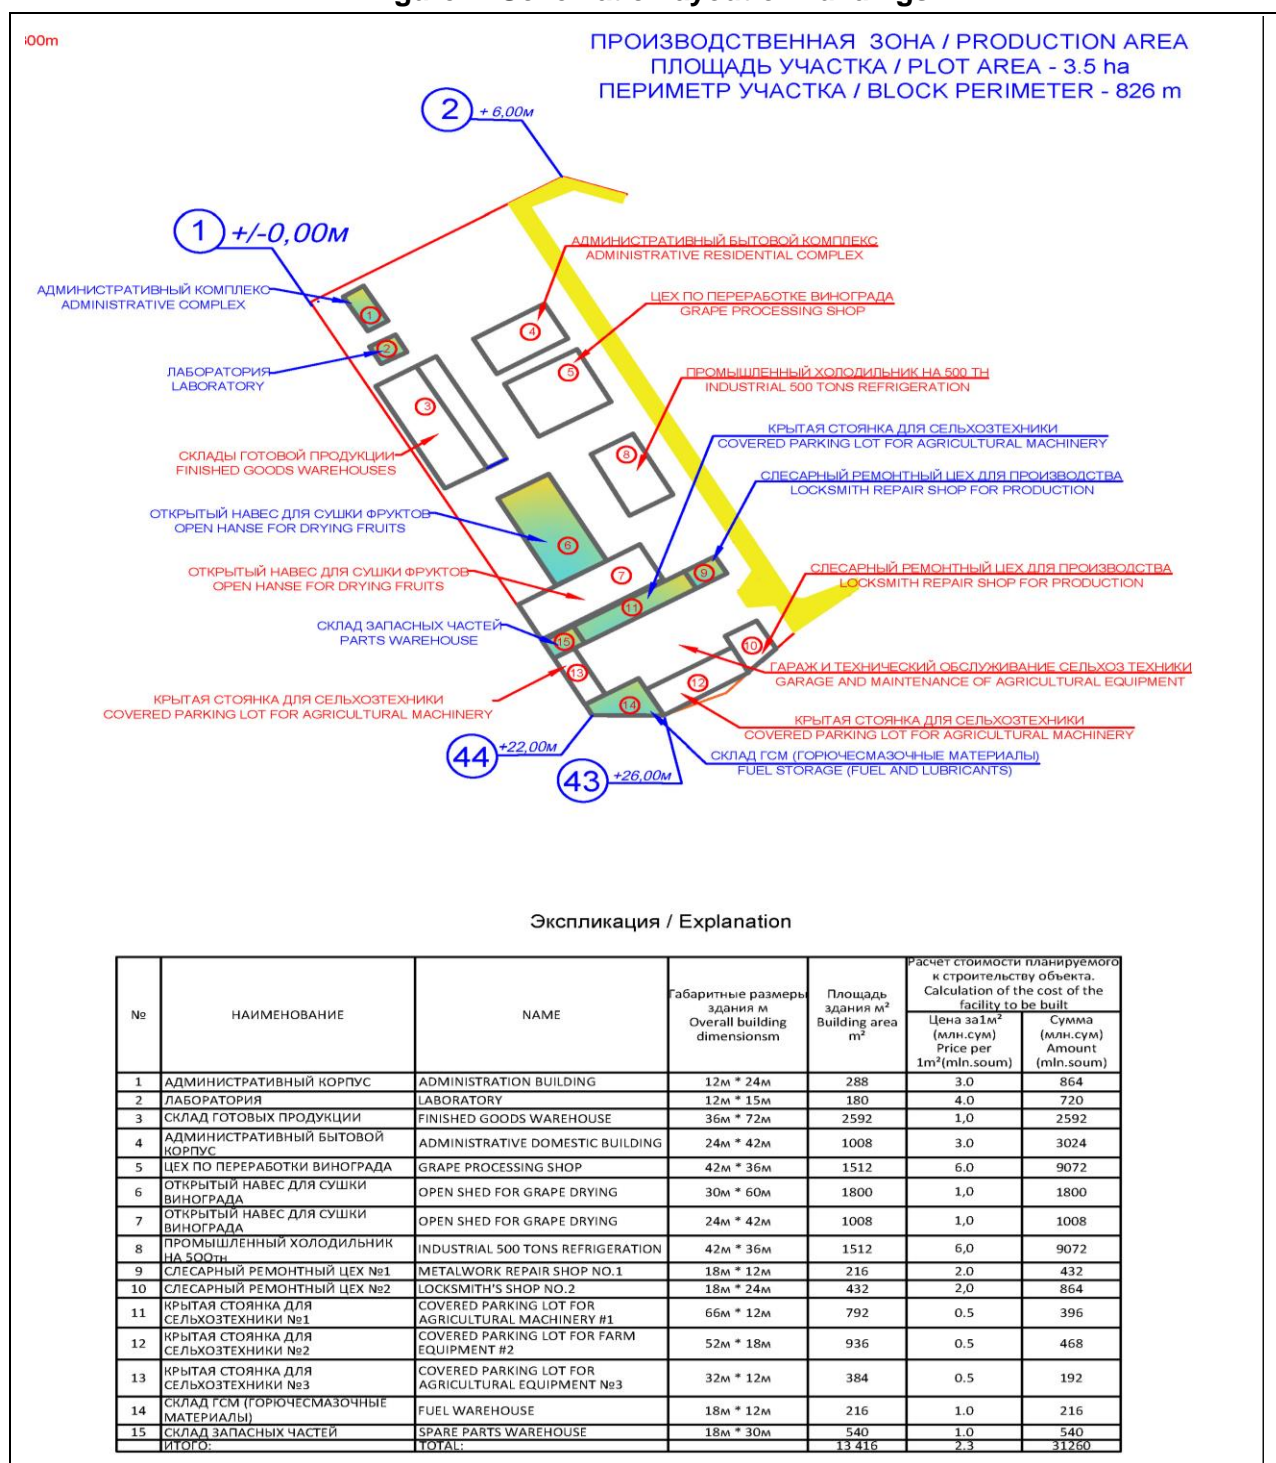 :00m
ПРОИЗВОДСТВЕННАЯ ЗОНА / PRODUCTION AREA
ПЛОЩАДЬ УЧАСТКА / PLOT AREA - 3.5 ha
ПЕРИМЕТР УЧАСТКА / BLOCK PERIMETER - 826 m
2 + 6,00м
1 +/-0,00м
АДМИНИСТРАТИВНЫЙ БЫТОВОЙ КОМПЛЕКС
ADMINISTRATIVE RESIDENTIAL COMPLEX
АДМИНИСТРАТИВНЫЙ КОМПЛЕКС
ADMINISTRATIVE COMPLEX
ЦЕХ ПО ПЕРЕРАБОТКЕ ВИНОГРАДА
GRAPE PROCESSING SHOP
1
4
2
5
ЛАБОРАТОРИЯ
LABORATORY
ПРОМЫШЛЕННЫЙ ХОЛОДИЛЬНИК НА 500 ТН
INDUSTRIAL 500 TONS REFRIGERATION
3
КРЫТАЯ СТОЯНКА ДЛЯ СЕЛЬХОЗТЕХНИКИ
COVERED PARKING LOT FOR AGRICULTURAL MACHINERY
СКЛАДЫ ГОТОВОЙ ПРОДУКЦИИ
FINISHED GOODS WAREHOUSES
8
СЛЕСАРНЫЙ РЕМОНТНЫЙ ЦЕХ ДЛЯ ПРОИЗВОДСТВА
LOCKSMITH REPAIR SHOP FOR PRODUCTION
ОТКРЫТЫЙ НАВЕС ДЛЯ СУШКИ ФРУКТОВ
OPEN HANSE FOR DRYING FRUITS
6
ОТКРЫТЫЙ НАВЕС ДЛЯ СУШКИ ФРУКТОВ
OPEN HANSE FOR DRYING FRUITS
7
9
СЛЕСАРНЫЙ РЕМОНТНЫЙ ЦЕХ ДЛЯ ПРОИЗВОДСТВА
LOCKSMITH REPAIR SHOP FOR PRODUCTION
11
СКЛАД ЗАПАСНЫХ ЧАСТЕЙ
PARTS WAREHOUSE
15
10
13
12
ГАРАЖ И ТЕХНИЧЕСКИЙ ОБСЛУЖИВАНИЕ СЕЛЬХОЗ ТЕХНИКИ
GARAGE AND MAINTENANCE OF AGRICULTURAL EQUIPMENT
КРЫТАЯ СТОЯНКА ДЛЯ СЕЛЬХОЗТЕХНИКИ
COVERED PARKING LOT FOR AGRICULTURAL MACHINERY
14
КРЫТАЯ СТОЯНКА ДЛЯ СЕЛЬХОЗТЕХНИКИ
COVERED PARKING LOT FOR AGRICULTURAL MACHINERY
44 +22,00м
СКЛАД ГСМ (ГОРЮЧЕСМАЗОЧНЫЕ МАТЕРИАЛЫ)
FUEL STORAGE (FUEL AND LUBRICANTS)
43 +26,00м
Экспликация / Explanation
№
НАИМЕНОВАНИЕ
NAME
Габаритные размеры
здания м
Overall building
dimensionsm
Площадь
здания м²
Building area
m²
Расчет стоимости планируемого
к строительству объекта.
Calculation of the cost of the
facility to be built
Цена за1м²
(млн.сум)
Price per
1m²(mln.soum)
Сумма
(млн.сум)
Amount
(mln.soum)
1 АДМИНИСТРАТИВНЫЙ КОРПУС ADMINISTRATION BUILDING 12м * 24м 288 3.0 864
2 ЛАБОРАТОРИЯ LABORATORY 12м * 15м 180 4.0 720
3 СКЛАД ГОТОВЫХ ПРОДУКЦИИ FINISHED GOODS WAREHOUSE 36м * 72м 2592 1,0 2592
4 АДМИНИСТРАТИВНЫЙ БЫТОВОЙ
КОРПУС ADMINISTRATIVE DOMESTIC BUILDING 24м * 42м 1008 3.0 3024
5 ЦЕХ ПО ПЕРЕРАБОТКИ ВИНОГРАДА GRAPE PROCESSING SHOP 42м * 36м 1512 6.0 9072
6 ОТКРЫТЫЙ НАВЕС ДЛЯ СУШКИ
ВИНОГРАДА OPEN SHED FOR GRAPE DRYING 30м * 60м 1800 1,0 1800
7 ОТКРЫТЫЙ НАВЕС ДЛЯ СУШКИ
ВИНОГРАДА OPEN SHED FOR GRAPE DRYING 24м * 42м 1008 1,0 1008
8 ПРОМЫШЛЕННЫЙ ХОЛОДИЛЬНИК
НА 500тн INDUSTRIAL 500 TONS REFRIGERATION 42м * 36м 1512 6,0 9072
9 СЛЕСАРНЫЙ РЕМОНТНЫЙ ЦЕХ №1 METALWORK REPAIR SHOP NO.1 18м * 12м 216 2.0 432
10 СЛЕСАРНЫЙ РЕМОНТНЫЙ ЦЕХ №2 LOCKSMITH'S SHOP NO.2 18м * 24м 432 2,0 864
11 КРЫТАЯ СТОЯНКА ДЛЯ
СЕЛЬХОЗТЕХНИКИ №1 COVERED PARKING LOT FOR
AGRICULTURAL MACHINERY #1 66м * 12м 792 0.5 396
12 КРЫТАЯ СТОЯНКА ДЛЯ
СЕЛЬХОЗТЕХНИКИ №2 COVERED PARKING LOT FOR FARM
EQUIPMENT #2 52м * 18м 936 0.5 468
13 КРЫТАЯ СТОЯНКА ДЛЯ
СЕЛЬХОЗТЕХНИКИ №3 COVERED PARKING LOT FOR
AGRICULTURAL EQUIPMENT №3 32м * 12м 384 0.5 192
14 СКЛАД ГСМ (ГОРЮЧЕСМАЗОЧНЫЕ
МАТЕРИАЛЫ) FUEL WAREHOUSE 18м * 12м 216 1.0 216
15 СКЛАД ЗАПАСНЫХ ЧАСТЕЙ SPARE PARTS WAREHOUSE 18м * 30м 540 1.0 540
ИТОГО: TOTAL: 13 416 2.3 31260